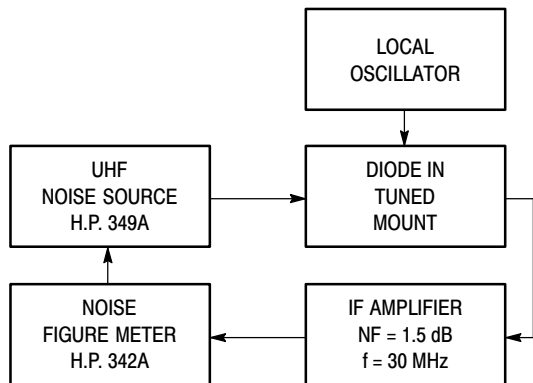 LOCAL
OSCILLATOR
UHF
NOISE SOURCE
H.P. 349A
DIODE IN
TUNED
MOUNT
NOISE
FIGURE METER
H.P. 342A
IF AMPLIFIER
NF = 1.5 dB
f = 30 MHz